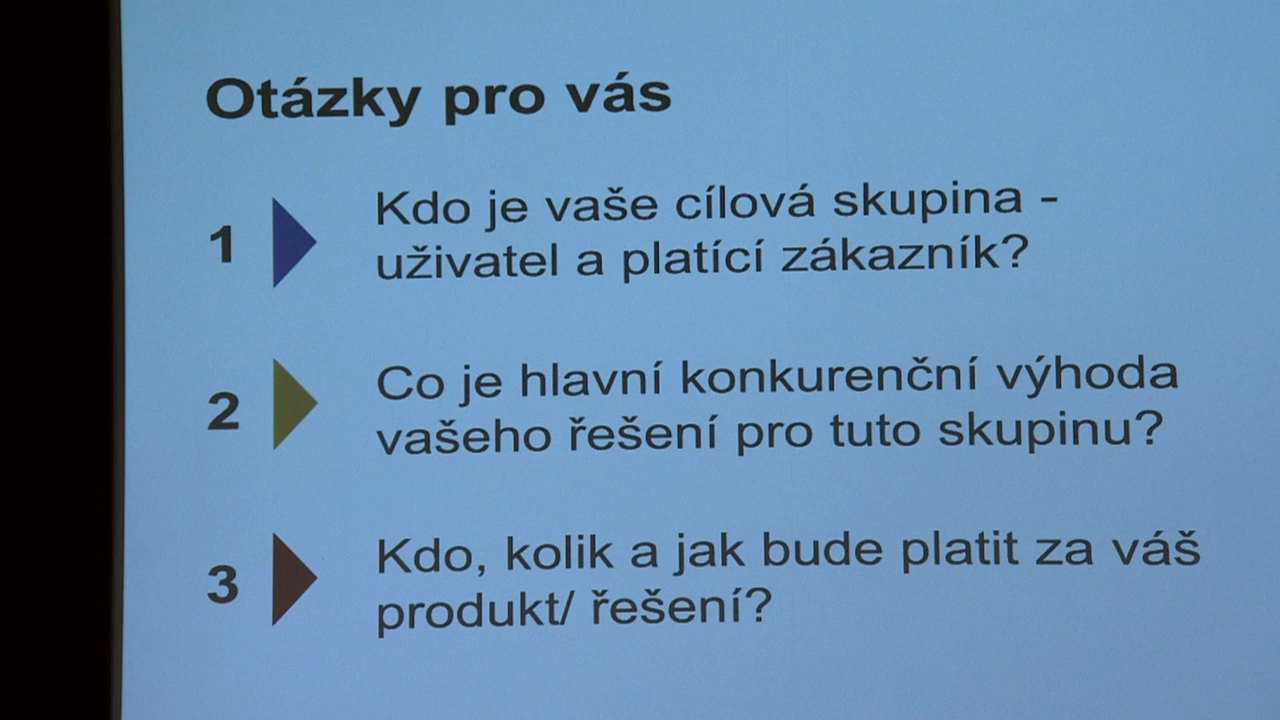 Otázky pro vás
1 Kdo je vaše cílová skupina -
uživatel a platící zákazník?
2 Co je hlavní konkurenční výhoda
vašeho řešení pro tuto skupinu?
3 Kdo, kolik a jak bude platit za váš
produkt/ řešení?